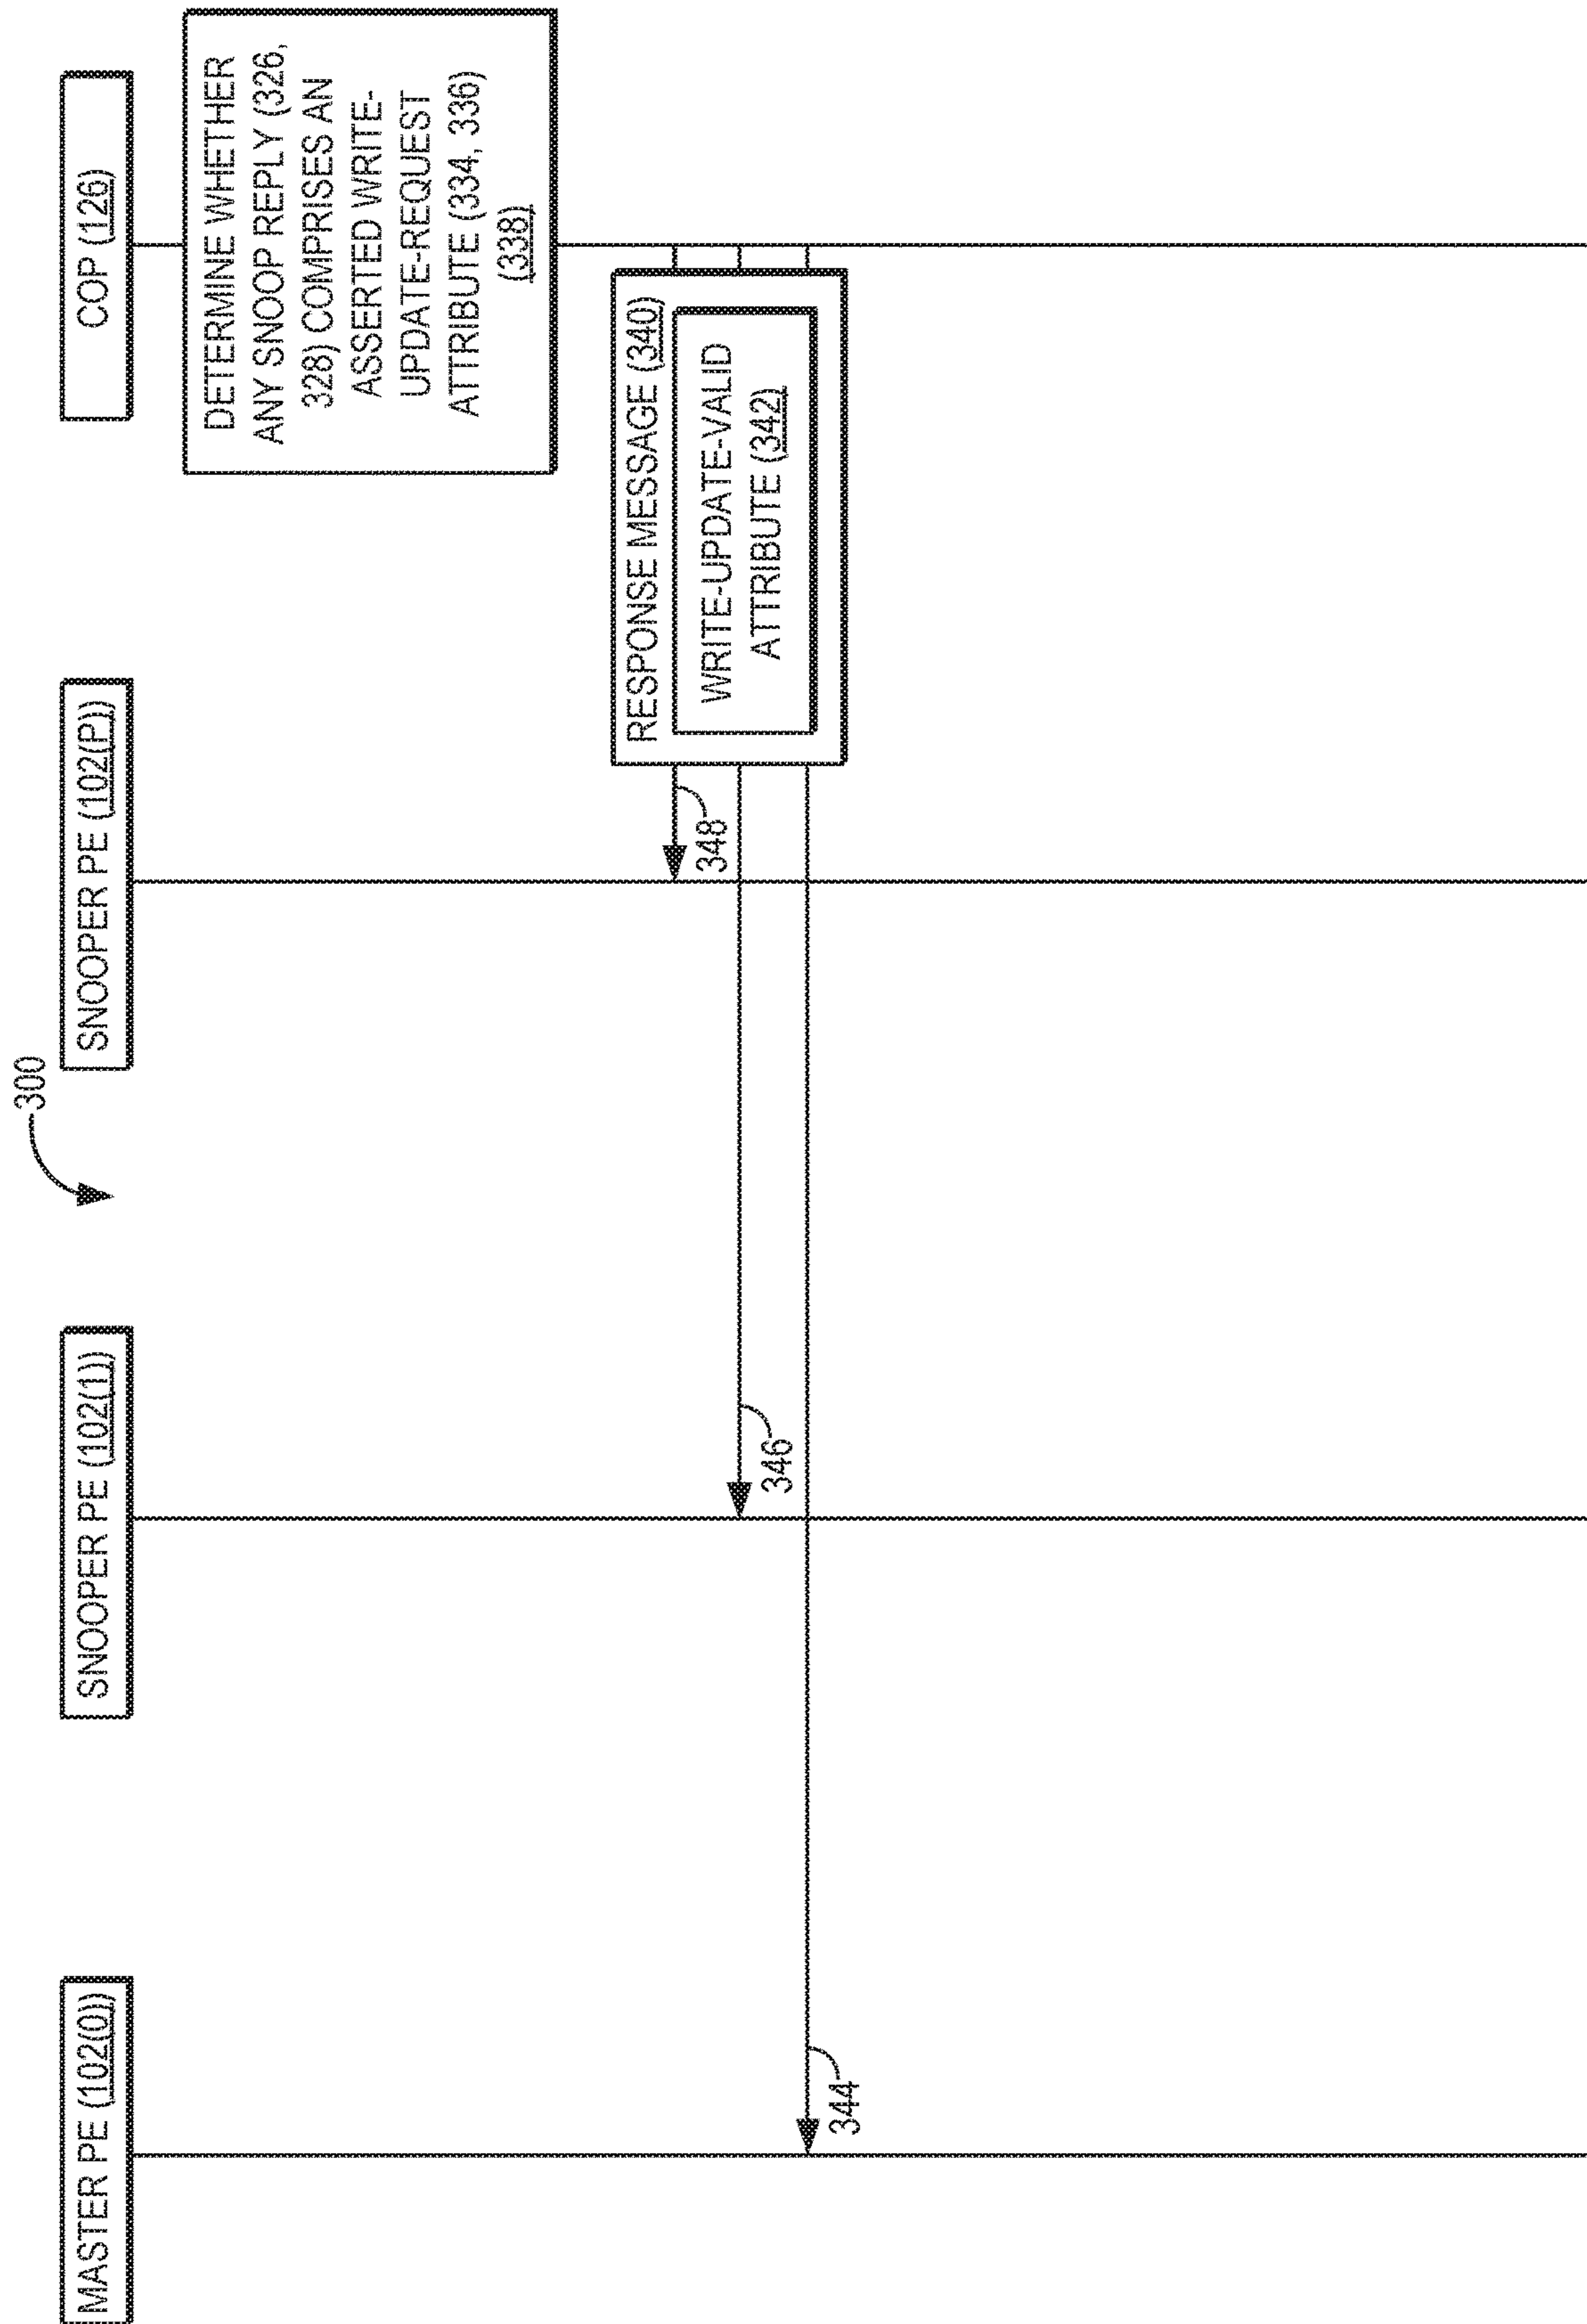 300
MASTER PE (102(0))
SNOOPER PE (102(1))
SNOOPER PE (102(P))
COP (126)
DETERMINE WHETHER
ANY SNOOP REPLY (326,
328) COMPRISES AN
ASSERTED WRITE-
UPDATE-REQUEST
ATTRIBUTE (334, 336)
(338)
RESPONSE MESSAGE (340)
WRITE-UPDATE-VALID
ATTRIBUTE (342)
348
346
344